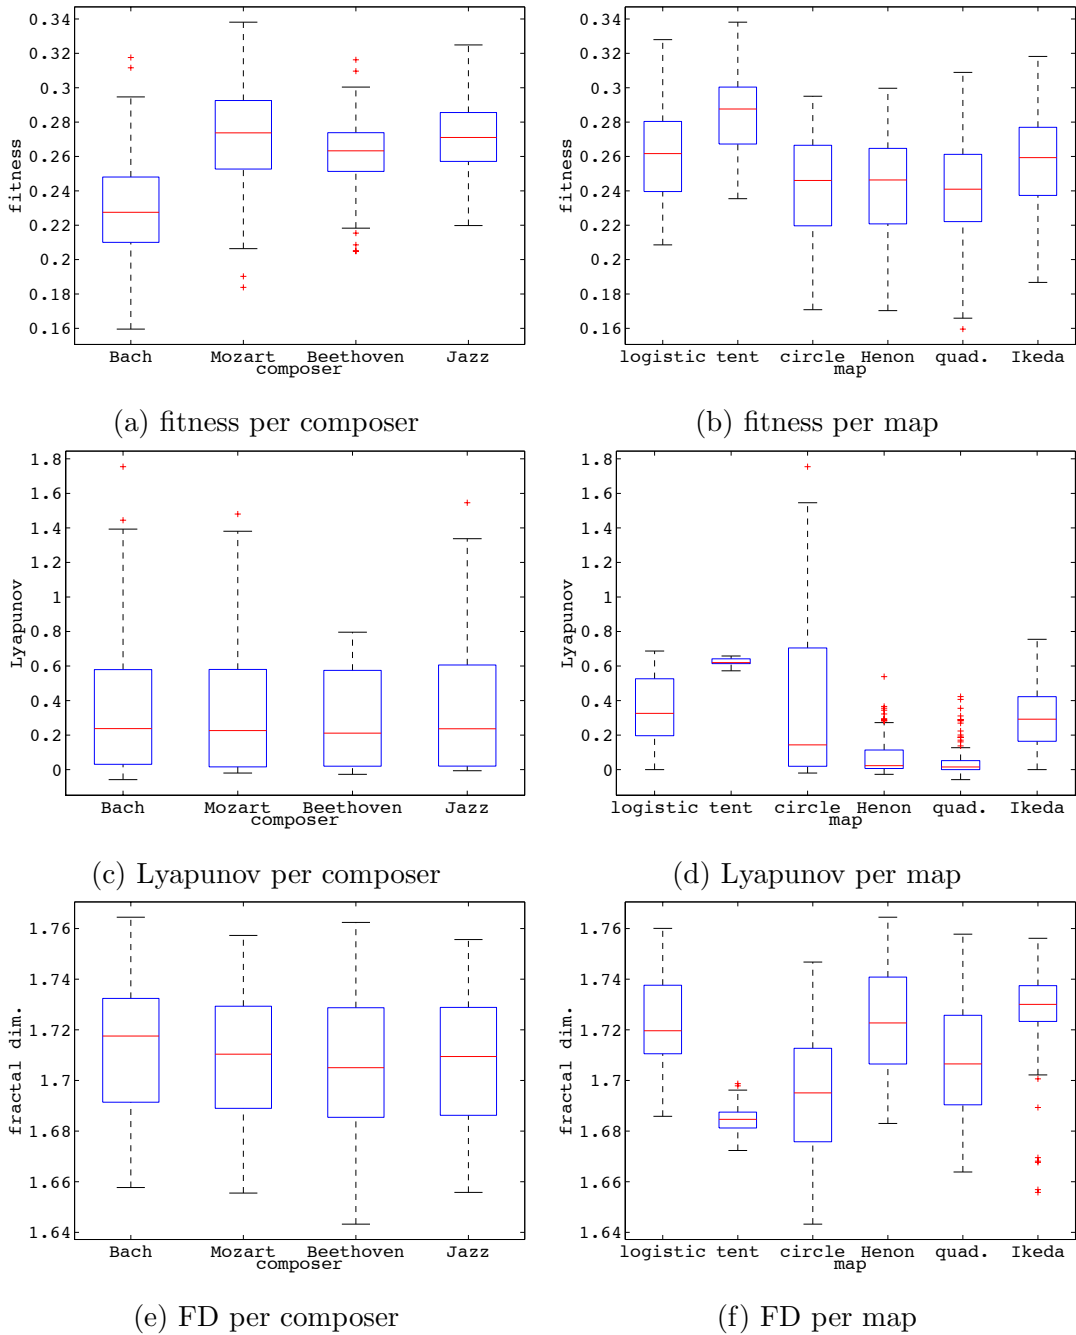 0.34
0.32
0.3
0.28
0.26
0.24
0.22
0.2
0.18
0.16
fitness
Bach Mozart Beethoven Jazz
composer
(a) fitness per composer
0.34
0.32
0.3
0.28
0.26
0.24
0.22
0.2
0.18
0.16
fitness
logistic tent circle Henon quad. Ikeda
map
(b) fitness per map
1.8
1.6
1.4
1.2
1
0.8
0.6
0.4
0.2
0
Lyapunov
Bach Mozart Beethoven Jazz
composer
(c) Lyapunov per composer
1.8
1.6
1.4
1.2
1
0.8
0.6
0.4
0.2
0
Lyapunov
logistic tent circle Henon quad. Ikeda
map
(d) Lyapunov per map
1.76
1.74
1.72
1.7
1.68
1.66
1.64
fractal dim.
Bach Mozart Beethoven Jazz
composer
(e) FD per composer
1.76
1.74
1.72
1.7
1.68
1.66
1.64
fractal dim.
logistic tent circle Henon quad. Ikeda
map
(f) FD per map